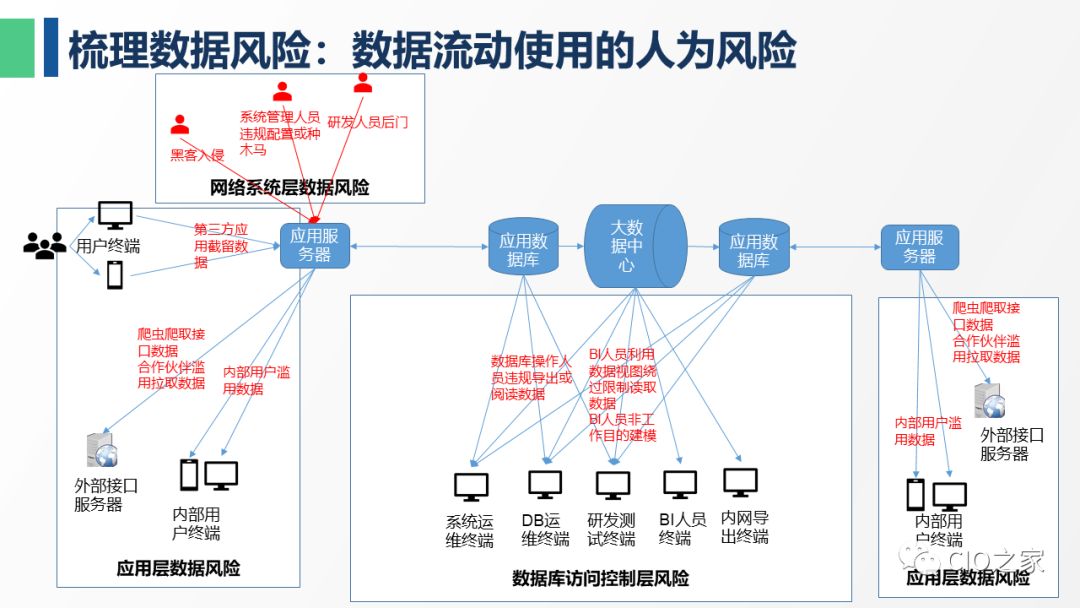 梳理数据风险：数据流动使用的人为风险
黑客入侵
系统管理人员
违规配置或种
木马
研发人员后门
网络系统层数据风险
用户终端
第三方应
用截留数
据
应用服
务器
应用数
据库
大数
据中
心
应用数
据库
应用服
务器
爬虫爬取接
口数据
合作伙伴滥
用拉取数据
内部用户滥
用数据
外部接口
服务器
内部用
户终端
应用层数据风险
数据库操作人
员违规导出或
阅读数据
BI人员利用
数据视图绕
过限制读取
数据
BI人员非工
作目的建模
系统运
维终端
DB运
维终端
研发测
试终端
BI人员
终端
内网导
出终端
数据库访问控制层风险
爬虫爬取接
口数据
合作伙伴滥
用拉取数据
内部用户滥
用数据
外部接口
服务器
内部用
户终端
应用层数据风险
CIO之家